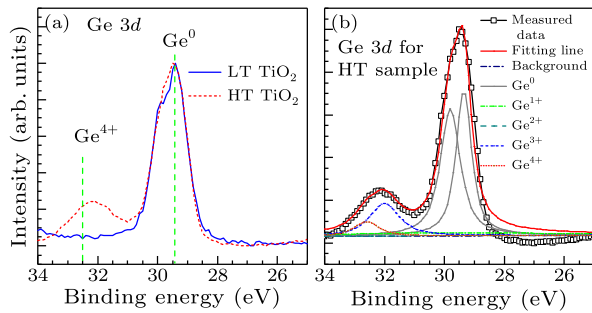 (a)
Ge 3d
Ge⁰
LT TiO₂
HT TiO₂
Ge⁴⁺
Intensity (arb. units)
34
32
30
28
26
Binding energy (eV)
(b)
Ge 3d for
HT sample
Measured
data
Fitting line
Background
Ge⁰
Ge¹⁺
Ge²⁺
Ge³⁺
Ge⁴⁺
34
32
30
28
26
Binding energy (eV)